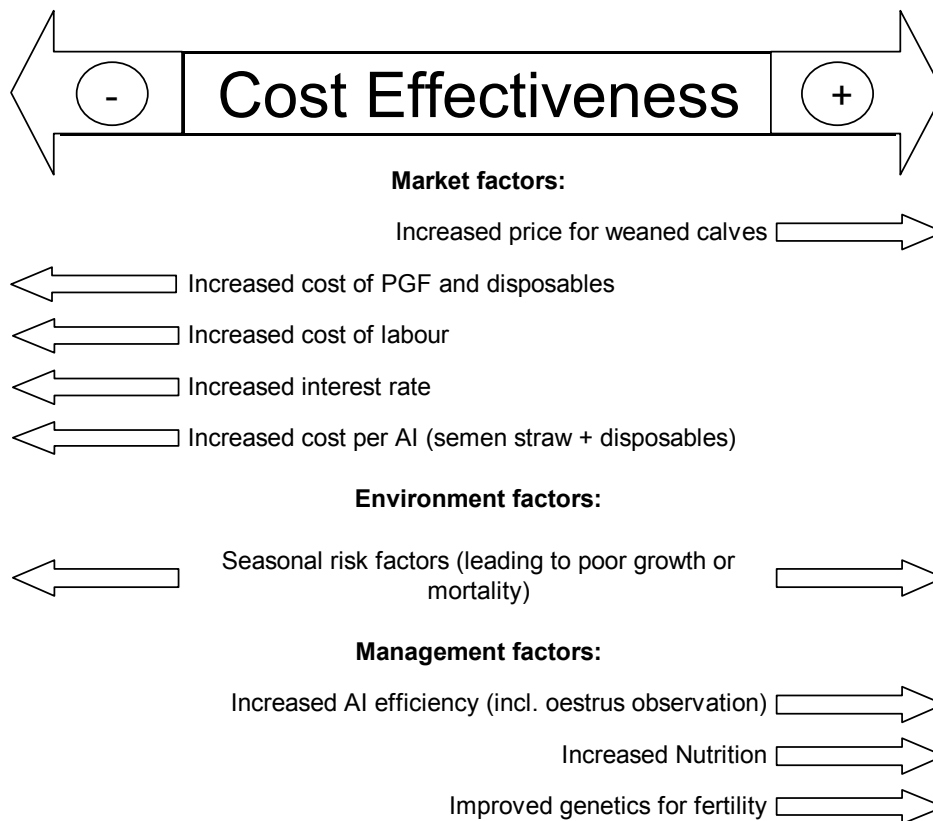 - Cost Effectiveness +
Market factors:
Increased price for weaned calves
Increased cost of PGF and disposables
Increased cost of labour
Increased interest rate
Increased cost per AI (semen straw + disposables)
Environment factors:
Seasonal risk factors (leading to poor growth or
mortality)
Management factors:
Increased AI efficiency (incl. oestrus observation)
Increased Nutrition
Improved genetics for fertility